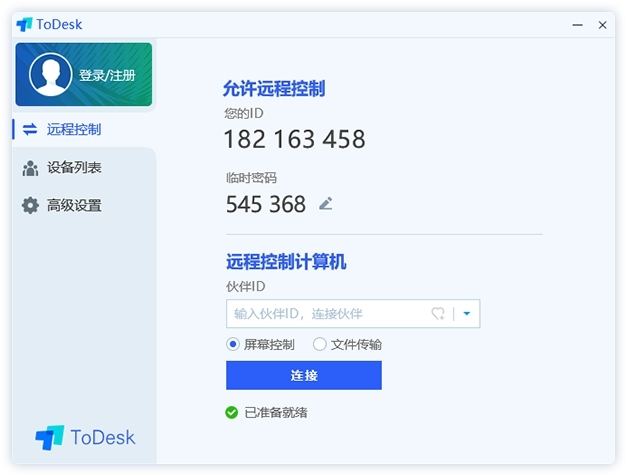 ToDesk
登录/注册
远程控制
设备列表
高级设置
允许远程控制
您的ID
182 163 458
临时密码
545 368
远程控制计算机
伙伴ID
输入伙伴ID，连接伙伴
屏幕控制 文件传输
连接
已准备就绪
ToDesk